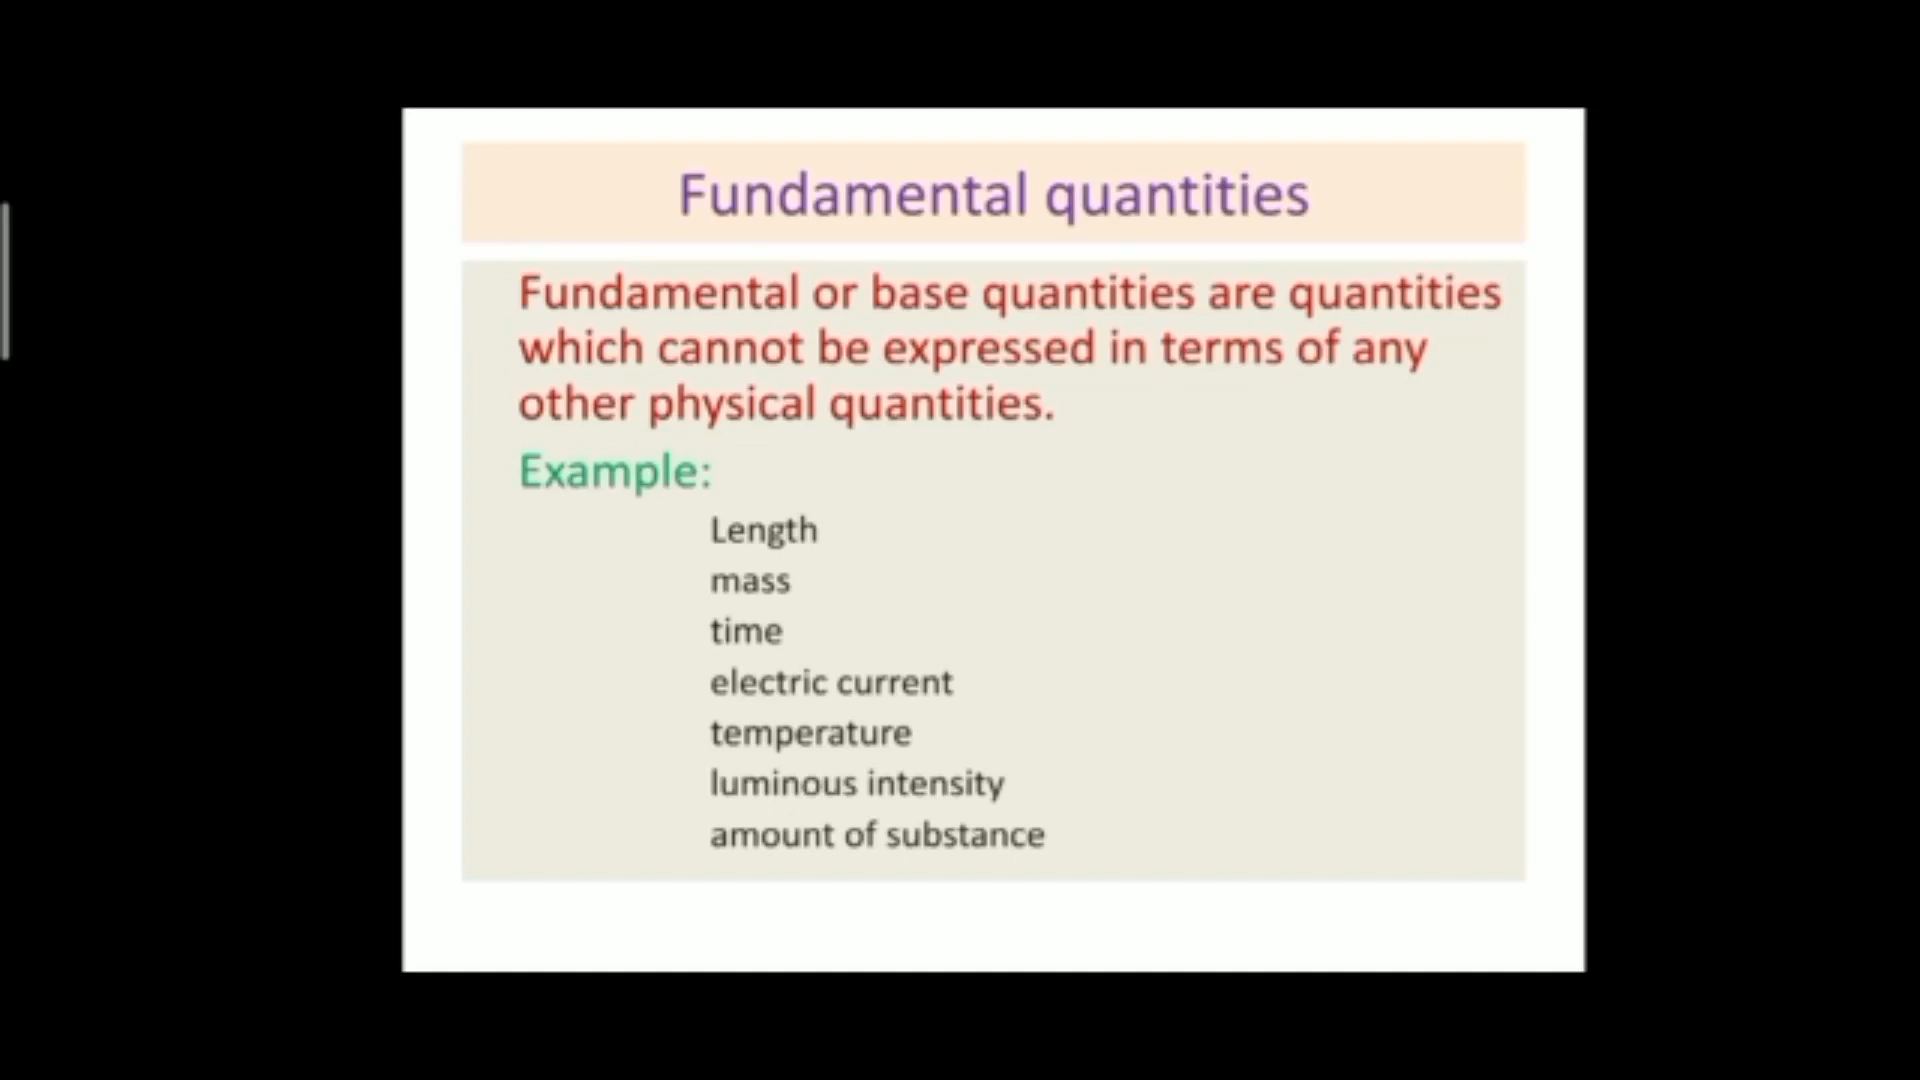 Fundamental quantities
Fundamental or base quantities are quantities
which cannot be expressed in terms of any
other physical quantities.
Example:
Length
mass
time
electric current
temperature
luminous intensity
amount of substance